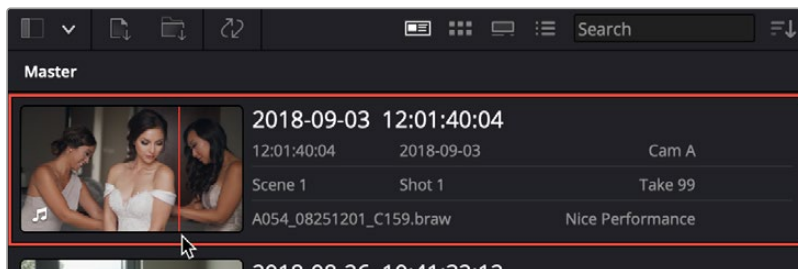 Search
Master
2018-09-03 12:01:40:04
12:01:40:04 2018-09-03 Cam A
Scene 1 Shot 1 Take 99
A054_08251201_C159.braw Nice Performance